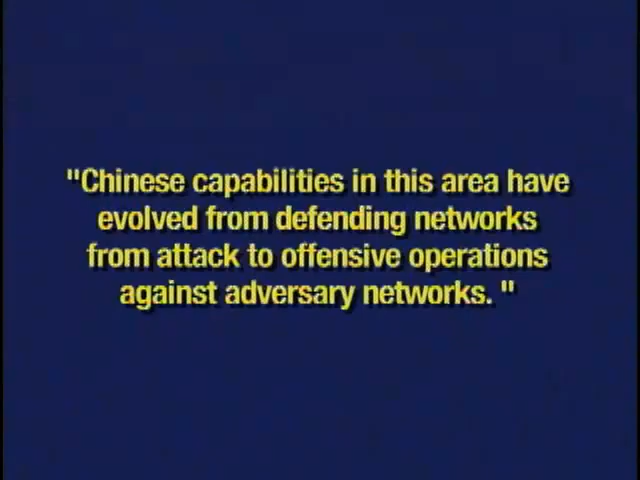 "Chinese capabilities in this area have
evolved from defending networks
from attack to offensive operations
against adversary networks. "